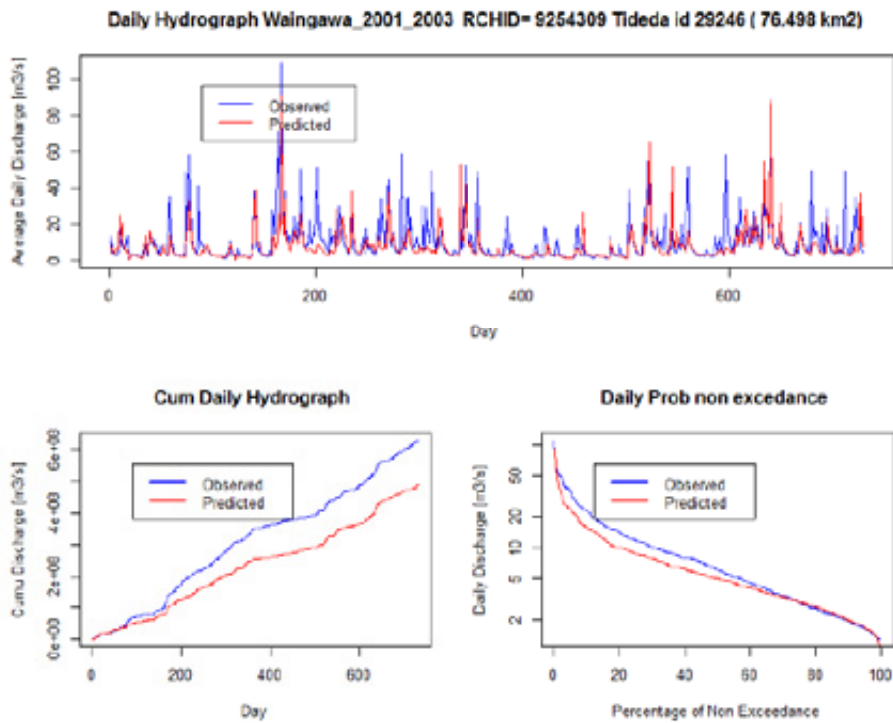 Daily Hydrograph Waingawa_2001_2003 RCHID= 9254309 Tideda id 29246 ( 76.498 km2)
Average Daily Discharge [m3/s]
100
80
60
40
20
0
Observed
Predicted
0 200 400 600
Day
Cum Daily Hydrograph
Cumu Discharge [m3/s]
6e+08
4e+08
2e+08
0e+00
Observed
Predicted
0 200 400 600
Day
Daily Prob non excedance
Daily Discharge [m3/s]
50
20
10
5
2
Observed
Predicted
0 20 40 60 80 100
Percentage of Non Exceedance